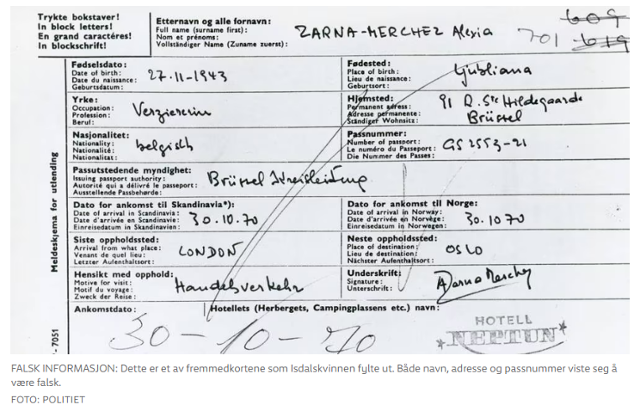 Trykte bokstaver!
In block letters!
En grand caractéres!
In blockschrift!
Etternavn og alle fornavn:
Full name (surname first):
Nom et prénoms:
Vollständiger Name (Zuname zuerst):
ZARNA-MERCHEZ Alexia
701
609
619
Fødselsdato:
Date of birth:
Date du naissance:
Geburtsdatum:
27-11-1943
Fødested:
Place of birth:
Lieu de naissance:
Geburtsort:
Ljubliana
Yrke:
Occupation:
Profession:
Beruf:
Verziererin
Hjemsted:
Permanent adress:
Adresse permanente:
Ständiger Wohnsitz:
91 R. Ste Hildegaarde
Brüssel
Nasjonalitet:
Nationality:
Nationalité:
Nationalitat:
belgisch
Passnummer:
Number of passport:
Le numéro du Passeport:
Die Nummer des Passes:
GS 2553-21
Passutstedende myndighet:
Issuing passport authority:
Autorité qui a délivré le passeport:
Ausstellende Passbehørde:
Brüssel Kreisleitung
Dato for ankomst til Skandinavia*):
Date of arrival in Scandinavia:
Date d'arrivée en Scandinavie:
Einreisedatum in Skandinavien:
30.10.70
Dato for ankomst til Norge:
Date of arrival in Norway:
Date d'arrivée en Norvège:
Einreisedatum in Norwegen:
30.10.70
Siste oppholdssted:
Arrival from what place:
Venant de quel lieu:
Letzter Aufenthaltsort:
LONDON
Neste oppholdssted:
Place of destination:
Lieu de destination:
Nächster Aufenthaltsort:
OSLO
Hensikt med opphold:
Motive for visit:
Motif du voyage:
Zweck der Reise:
Handelsverkehr
Underskrift:
Signature:
Unterschrift:
Ankomstdato:
30-10-70
Hotellets (Herbergets, Campingplassens etc.) navn:
HOTELL
NEPTUN
Meldeskjema for utlending
7051
FALSK INFORMASJON: Dette er et av fremmedkortene som Isdalskvinnen fylte ut. Både navn, adresse og passnummer viste seg å
være falsk.
FOTO: POLITIET